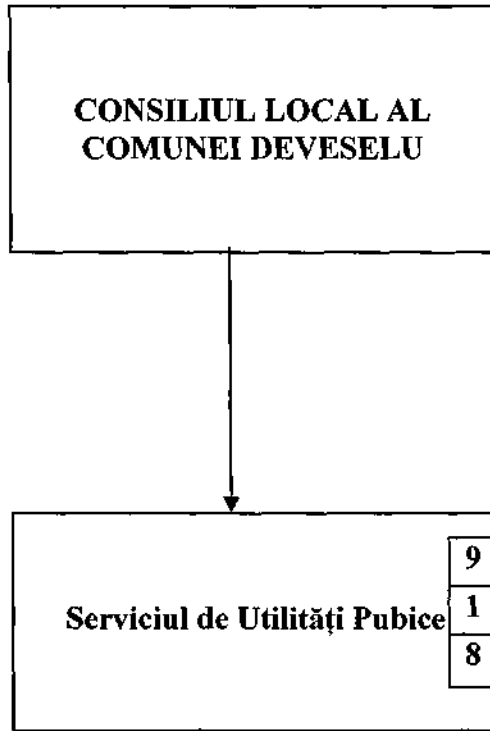 CONSILIUL LOCAL AL
COMUNEI DEVESELU
9
Serviciul de Utilități Pubice 1
8